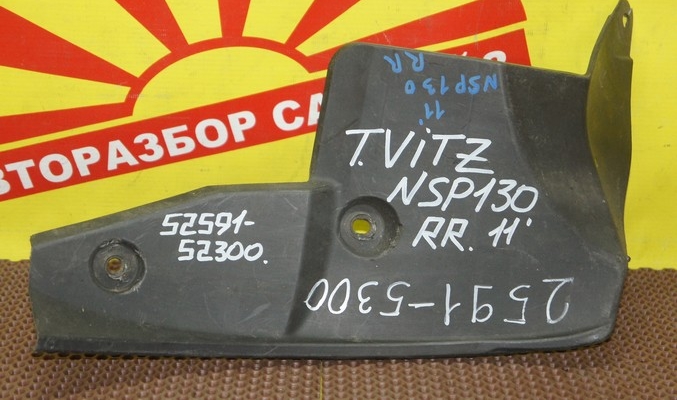 ВТОРАЗБОР СА
RR
NSP130
11'
T.ViTZ
NSP130
RR. 11'
52591-
52300.
2591-5300